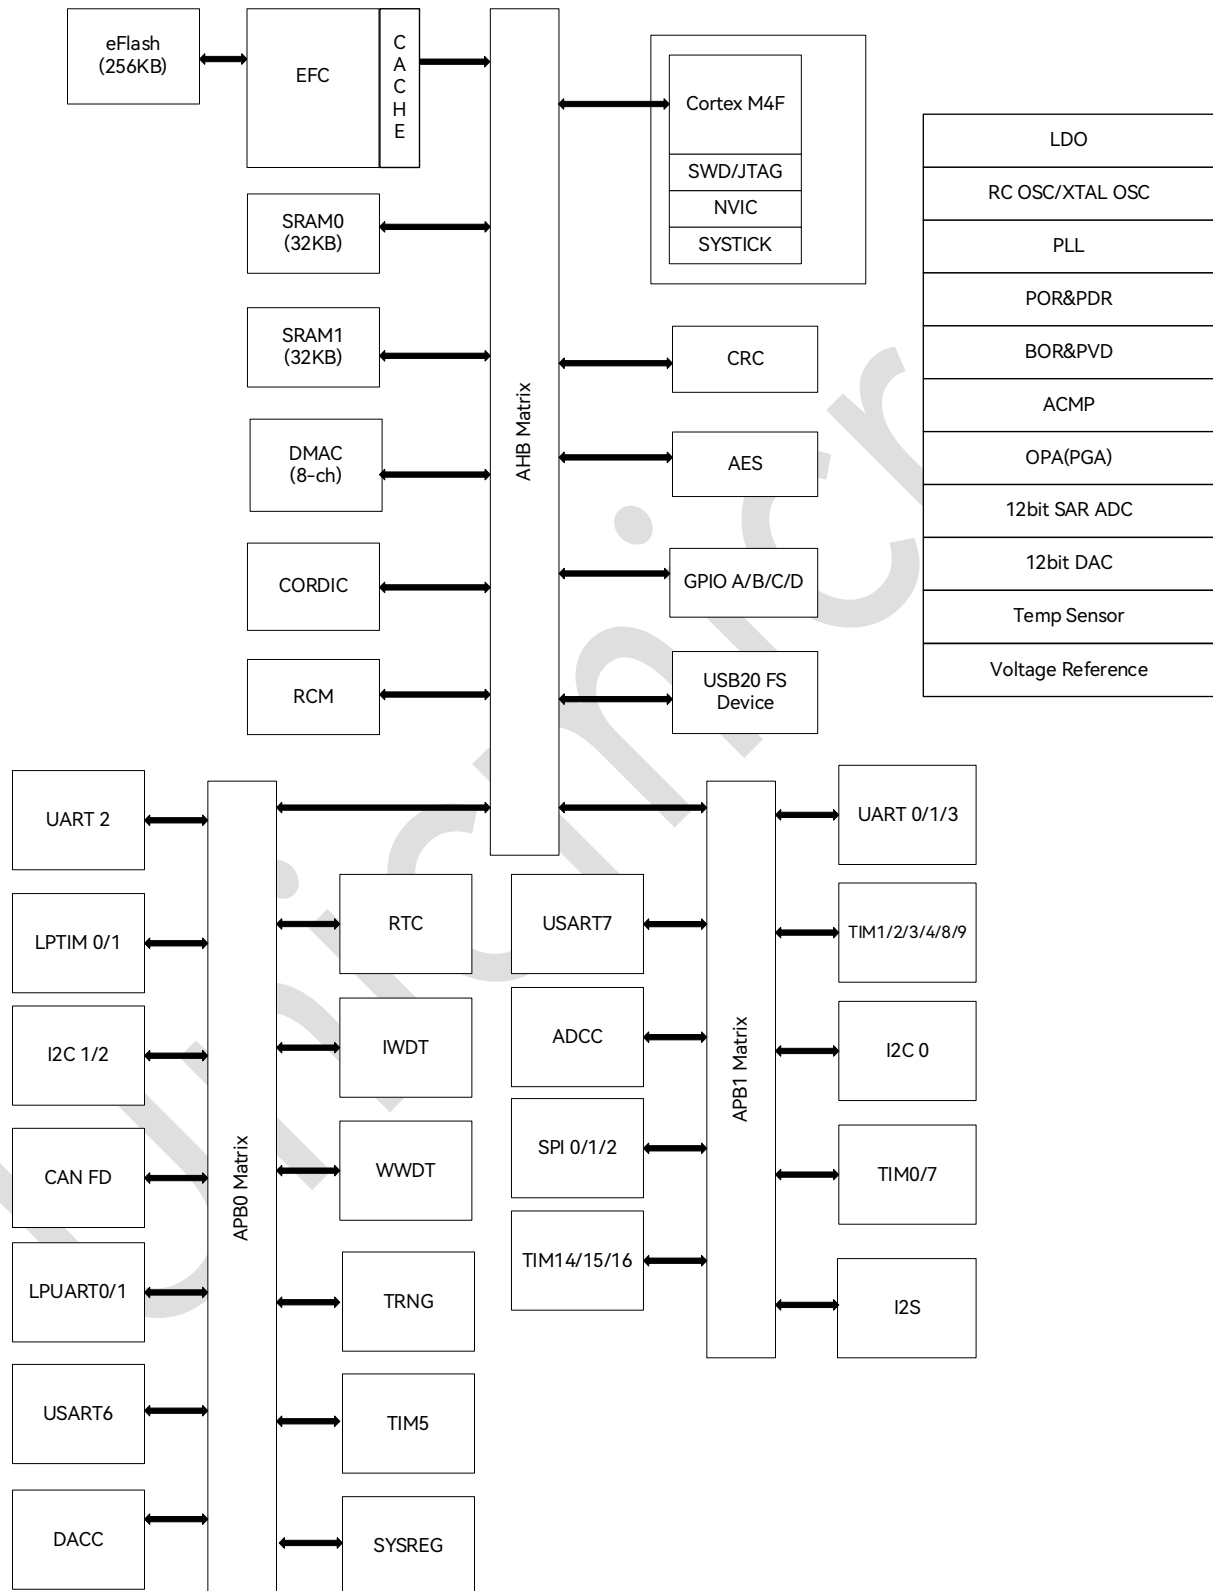 eFlash
(256KB)
EFC
C
A
C
H
E
Cortex M4F
SWD/JTAG
NVIC
SYSTICK
SRAM0
(32KB)
SRAM1
(32KB)
DMAC
(8-ch)
CORDIC
RCM
AHB Matrix
CRC
AES
GPIO A/B/C/D
USB20 FS
Device
LDO
RC OSC/XTAL OSC
PLL
POR&PDR
BOR&PVD
ACMP
OPA(PGA)
12bit SAR ADC
12bit DAC
Temp Sensor
Voltage Reference
UART 2
LPTIM 0/1
I2C 1/2
CAN FD
LPUART0/1
USART6
DACC
APB0 Matrix
RTC
IWDT
WWDT
TRNG
TIM5
SYSREG
USART7
ADCC
SPI 0/1/2
TIM14/15/16
APB1 Matrix
UART 0/1/3
TIM1/2/3/4/8/9
I2C 0
TIM0/7
I2S
Unicmicr